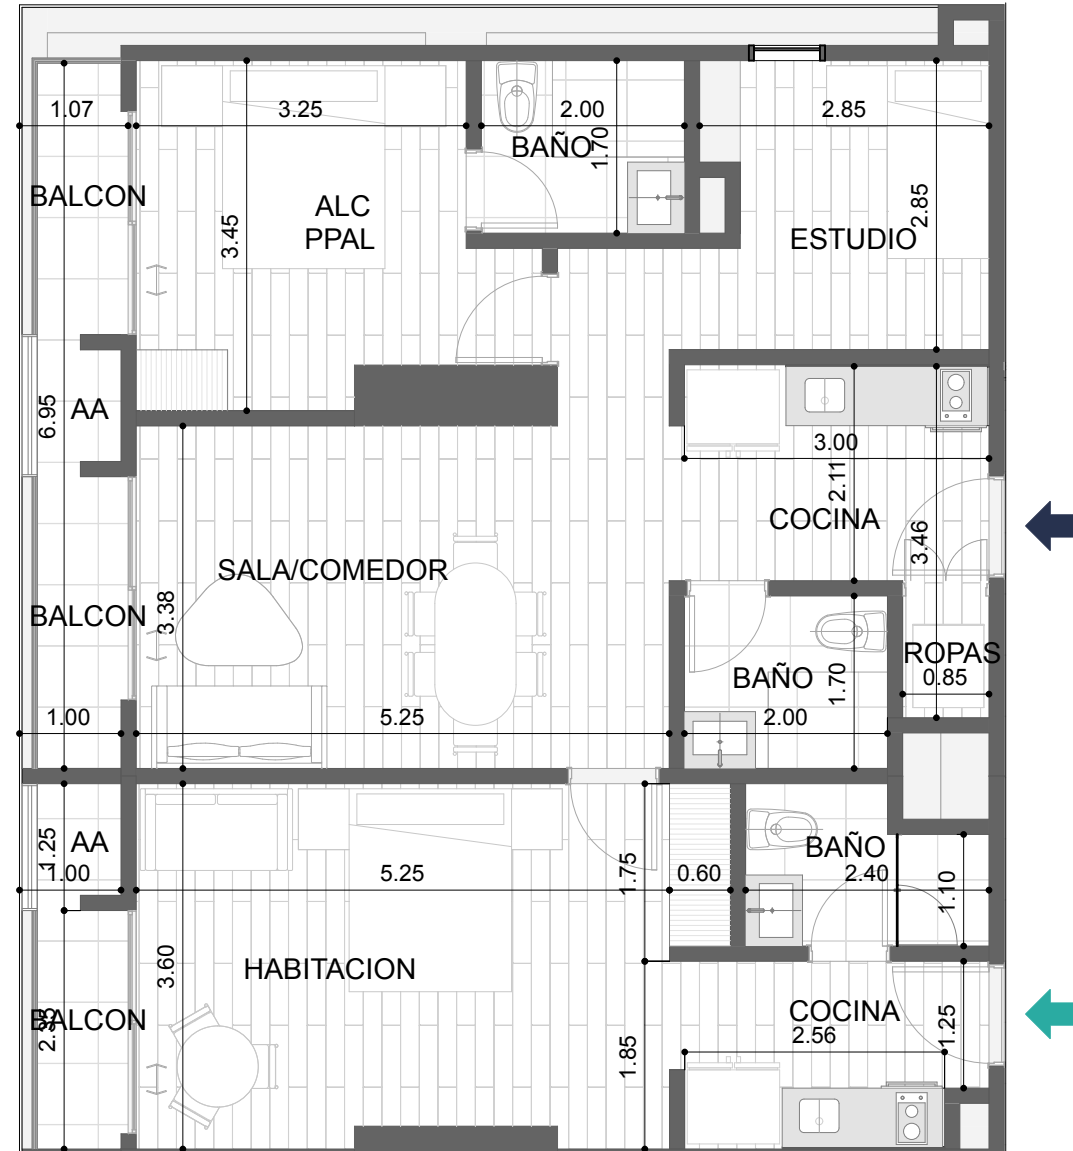 1.07
3.25
2.00
2.85
BAÑO
1.70
BALCON
ALC
PPAL
3.45
ESTUDIO
2.85
6.95
AA
3.00
2.11
COCINA
3.46
SALA/COMEDOR
BALCON
3.38
BAÑO
1.70
ROPAS
0.85
1.00
5.25
2.00
1.25
AA
1.00
5.25
1.75
0.60
BAÑO
2.40
1.10
3.60
HABITACION
BALCON
COCINA
2.56
1.25
1.85